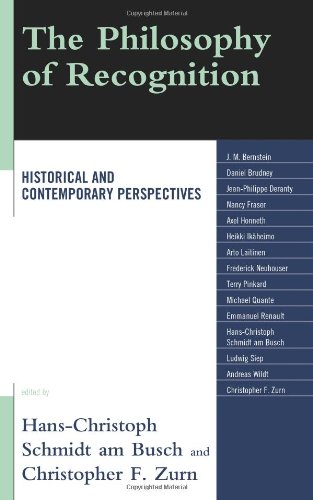 The Philosophy
of Recognition
HISTORICAL AND
CONTEMPORARY PERSPECTIVES
J. M. Bernstein
Daniel Brudney
Jean-Philippe Deranty
Nancy Fraser
Axel Honneth
Heikki Ikäheimo
Arto Laitinen
Frederick Neuhouser
Terry Pinkard
Michael Quante
Emmanuel Renault
Hans-Christoph
Schmidt am Busch
Ludwig Siep
Andreas Wildt
Christopher F. Zurn
edited by
Hans-Christoph
Schmidt am Busch and
Christopher F. Zurn